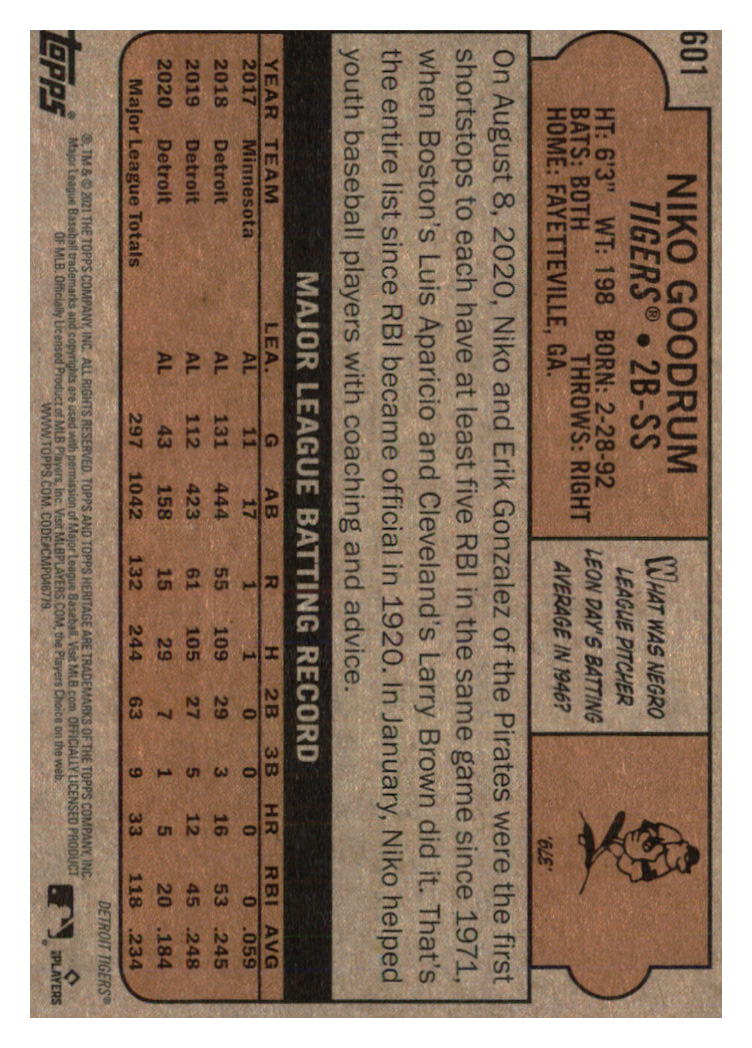 601
NIKO GOODRUM
TIGERS® • 2B-SS
HT: 6'3" WT: 198 BORN: 2-28-92
BATS: BOTH THROWS: RIGHT
HOME: FAYETTEVILLE, GA.
WHAT WAS NEGRO
LEAGUE PITCHER
LEON DAY'S BATTING
AVERAGE IN 1946?
.379.
On August 8, 2020, Niko and Erik Gonzalez of the Pirates were the first
shortstops to each have at least five RBI in the same game since 1971,
when Boston's Luis Aparicio and Cleveland's Larry Brown did it. That's
the entire list since RBI became official in 1920. In January, Niko helped
youth baseball players with coaching and advice.
MAJOR LEAGUE BATTING RECORD
YEAR TEAM LEA. G AB R H 2B 3B HR RBI AVG
2017 Minnesota AL 11 17 1 1 0 0 0 0 .059
2018 Detroit AL 131 444 55 109 29 3 16 53 .245
2019 Detroit AL 112 423 61 105 27 5 12 45 .248
2020 Detroit AL 43 158 15 29 7 1 5 20 .184
Major League Totals 297 1042 132 244 63 9 33 118 .234
DETROIT TIGERS®
topps®
®, TM & © 2021 THE TOPPS COMPANY, INC. ALL RIGHTS RESERVED. TOPPS AND TOPPS HERITAGE ARE TRADEMARKS OF THE TOPPS COMPANY, INC.
Major League Baseball trademarks and copyrights are used with permission of Major League Baseball. Visit MLB.com. OFFICIALLY LICENSED PRODUCT
OF MLB. Officially Licensed Product of MLB Players, Inc. Visit MLBPLAYERS.COM, the Players Choice on the web.
WWW.TOPPS.COM. CODE#CMP046779
PLAYERS